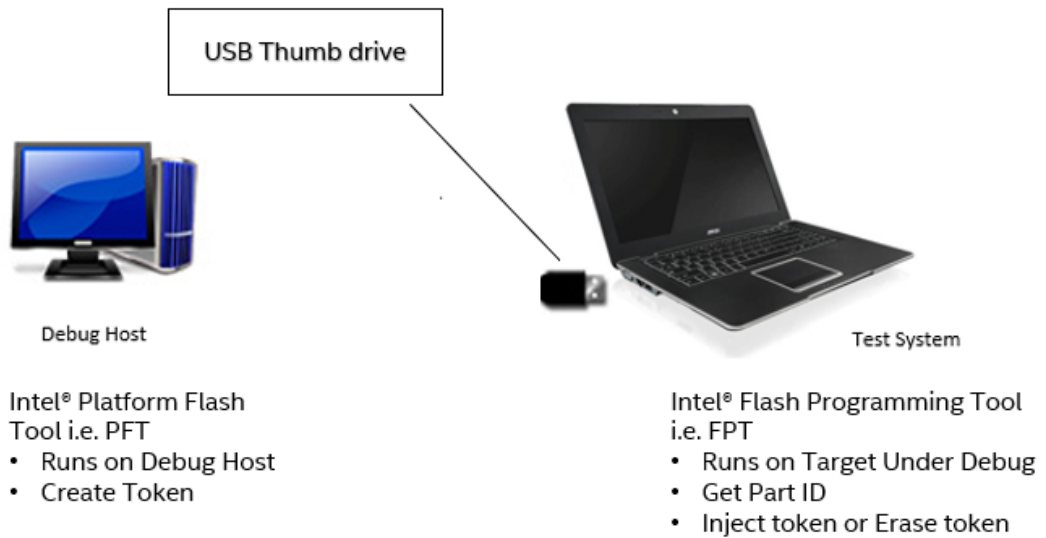 USB Thumb drive
Debug Host
Test System
Intel® Platform Flash
Tool i.e. PFT
• Runs on Debug Host
• Create Token
Intel® Flash Programming Tool
i.e. FPT
• Runs on Target Under Debug
• Get Part ID
• Inject token or Erase token